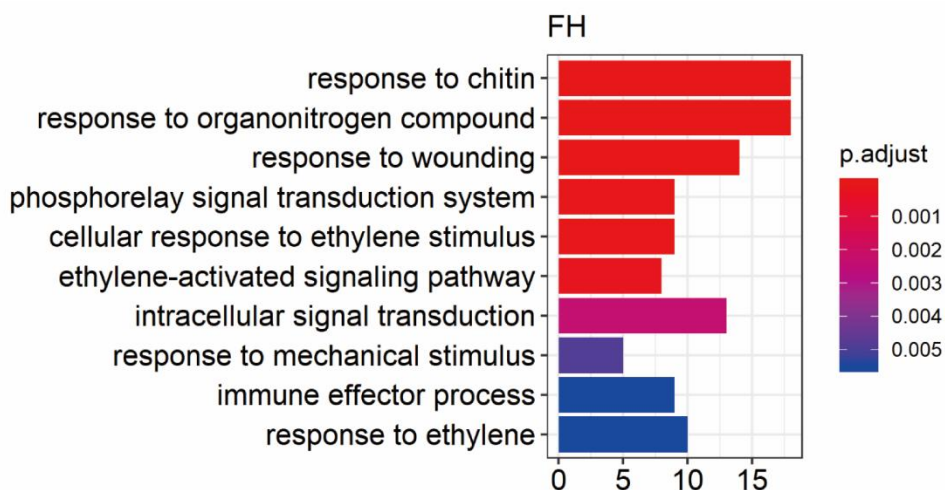 FH
response to chitin
response to organonitrogen compound
response to wounding
phosphorelay signal transduction system
cellular response to ethylene stimulus
ethylene-activated signaling pathway
intracellular signal transduction
response to mechanical stimulus
immune effector process
response to ethylene
0 5 10 15
p.adjust
0.001
0.002
0.003
0.004
0.005